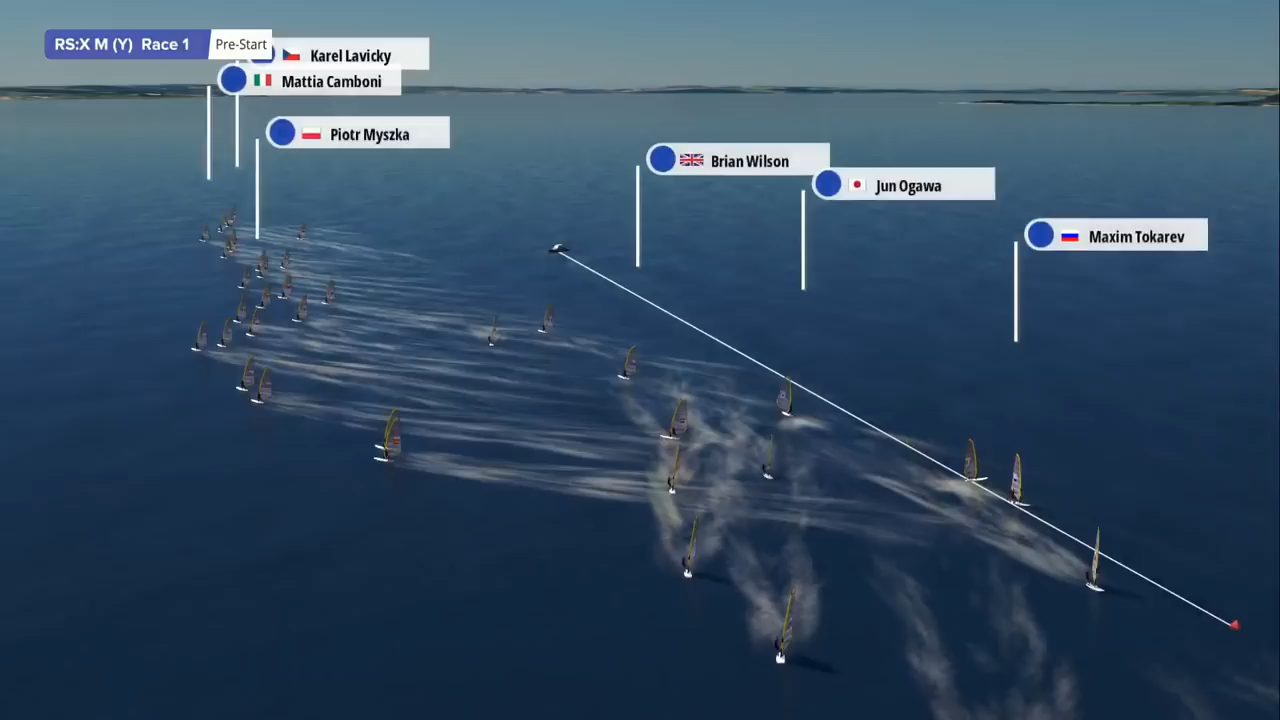 RS:X M (Y) Race 1 Pre-Start
Karel Lavicky
Mattia Camboni
Piotr Myszka
Brian Wilson
Jun Ogawa
Maxim Tokarev